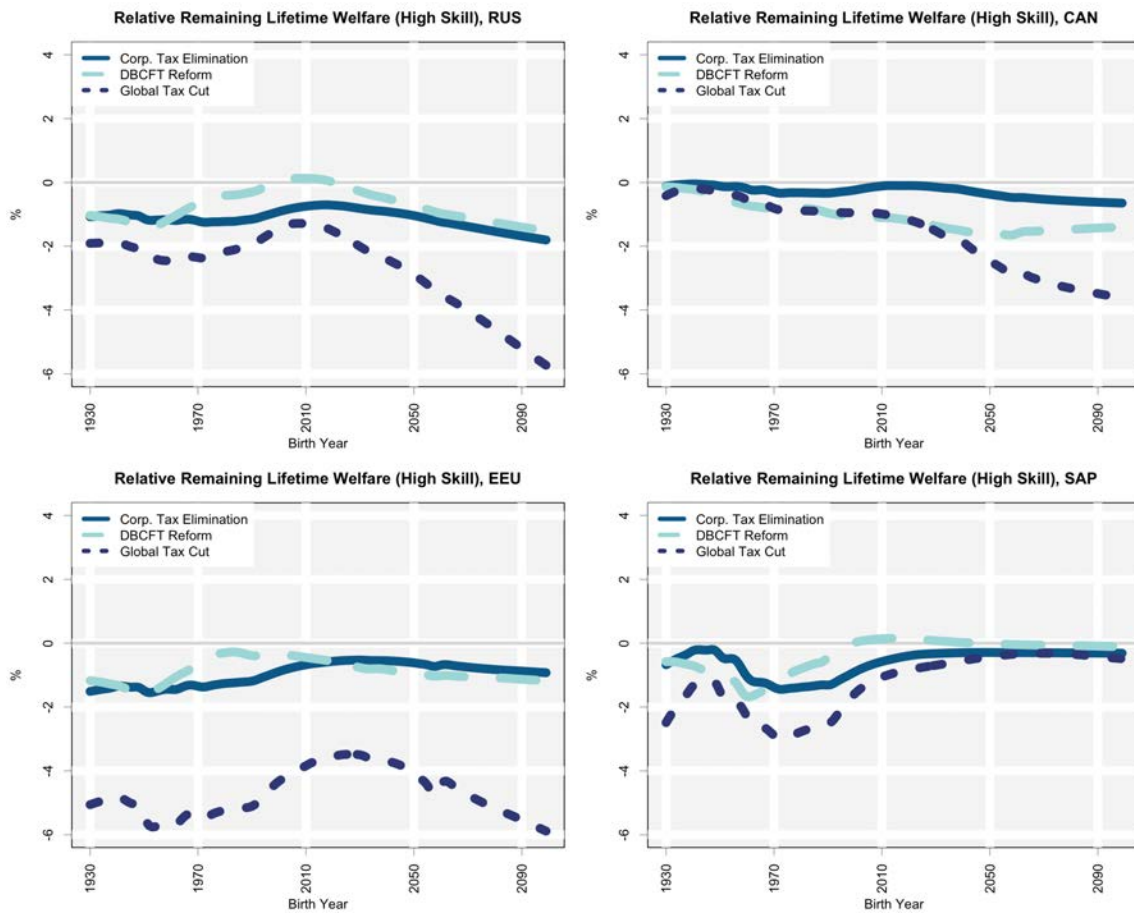 Relative Remaining Lifetime Welfare (High Skill), RUS
Corp. Tax Elimination
DBCFT Reform
Global Tax Cut
4
2
0
-2
-4
-6
%
1930
1970
2010
2050
2090
Birth Year
Relative Remaining Lifetime Welfare (High Skill), CAN
Corp. Tax Elimination
DBCFT Reform
Global Tax Cut
4
2
0
-2
-4
-6
%
1930
1970
2010
2050
2090
Birth Year
Relative Remaining Lifetime Welfare (High Skill), EEU
Corp. Tax Elimination
DBCFT Reform
Global Tax Cut
4
2
0
-2
-4
-6
%
1930
1970
2010
2050
2090
Birth Year
Relative Remaining Lifetime Welfare (High Skill), SAP
Corp. Tax Elimination
DBCFT Reform
Global Tax Cut
4
2
0
-2
-4
-6
%
1930
1970
2010
2050
2090
Birth Year